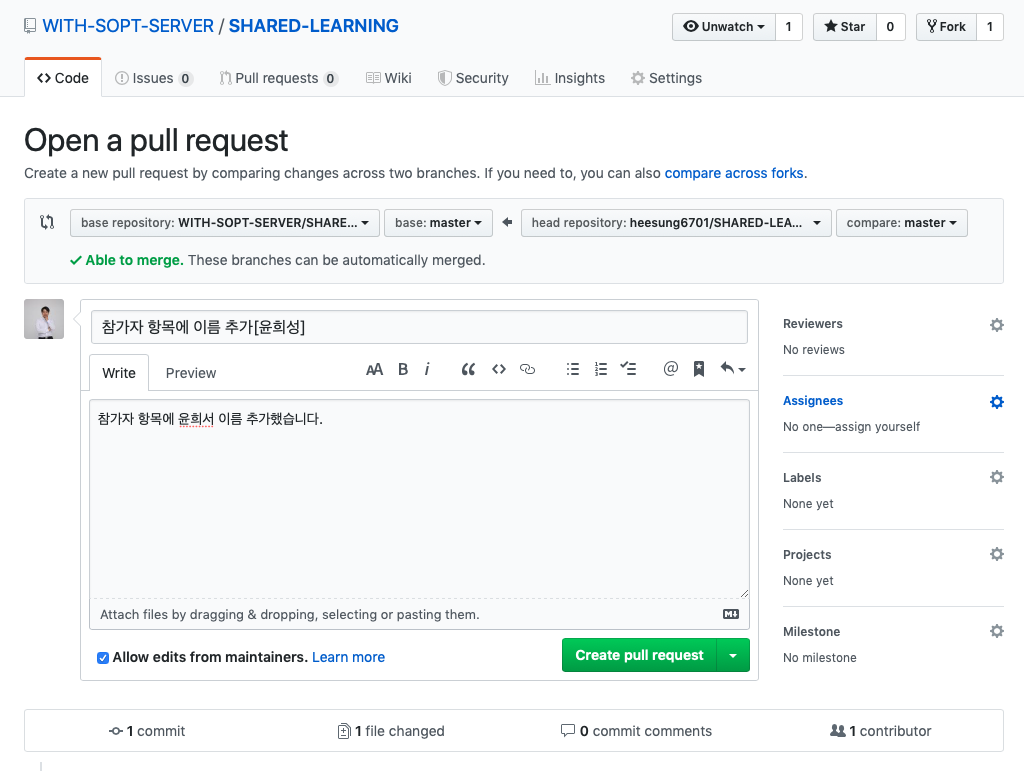 WITH-SOPT-SERVER / SHARED-LEARNING
Unwatch 1 Star 0 Fork 1
Code Issues 0 Pull requests 0 Wiki Security Insights Settings
Open a pull request
Create a new pull request by comparing changes across two branches. If you need to, you can also compare across forks.
base repository: WITH-SOPT-SERVER/SHARE... base: master head repository: heesung6701/SHARED-LEA... compare: master
Able to merge. These branches can be automatically merged.
참가자 항목에 이름 추가[윤희성]
Write Preview
참가자 항목에 윤희서 이름 추가했습니다.
Attach files by dragging & dropping, selecting or pasting them.
Allow edits from maintainers. Learn more
Create pull request
Reviewers
No reviews
Assignees
No one—assign yourself
Labels
None yet
Projects
None yet
Milestone
No milestone
1 commit 1 file changed 0 commit comments 1 contributor